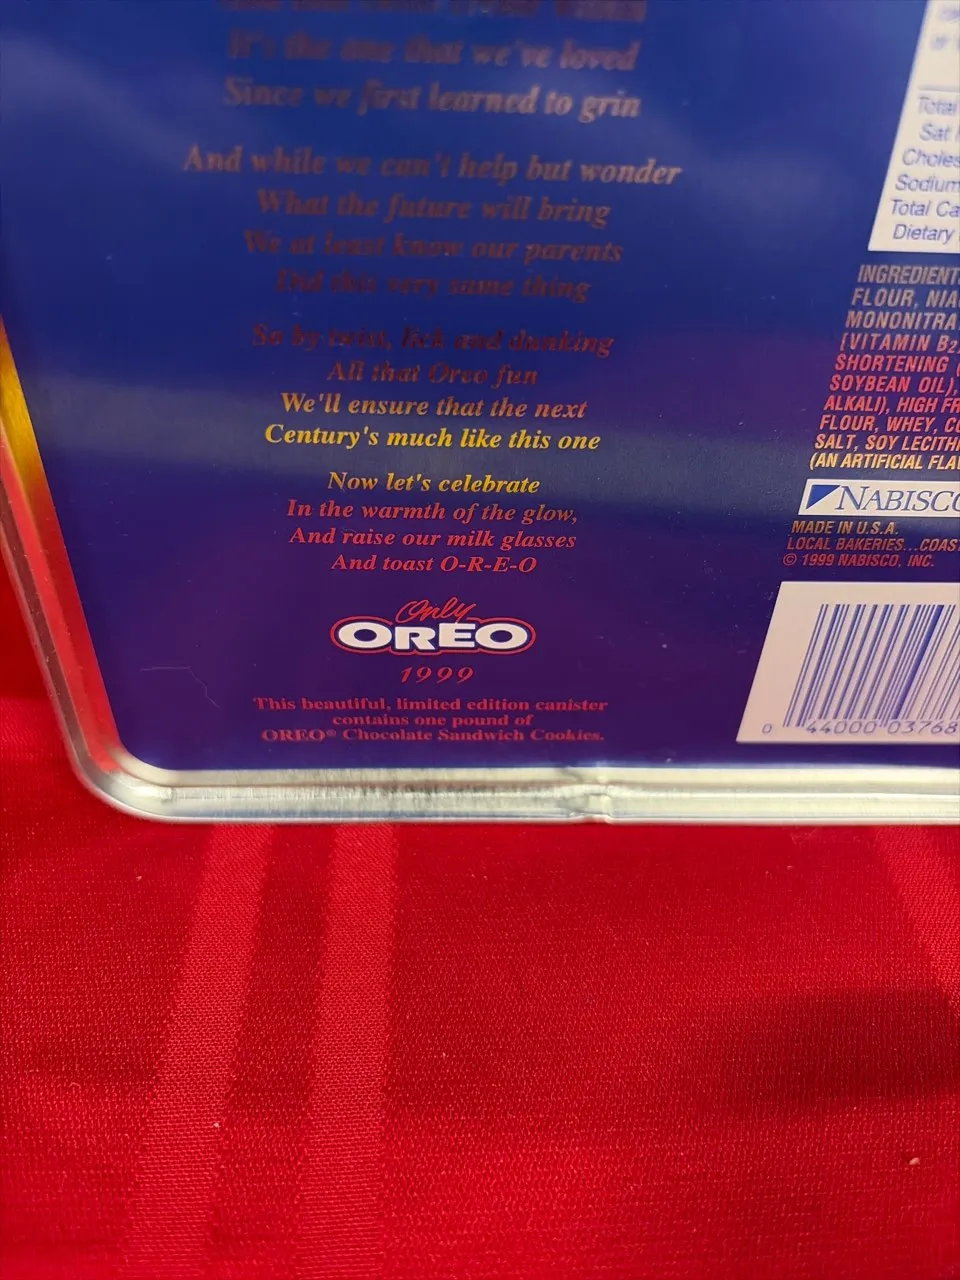 It's the one that we've loved
Since we first learned to grin
And while we can't help but wonder
What the future will bring
We at least know our parents
Did this very same thing
So by twist, lick and dunking
All that Oreo fun
We'll ensure that the next
Century's much like this one
Now let's celebrate
In the warmth of the glow,
And raise our milk glasses
And toast O-R-E-O
Only
OREO
1999
This beautiful, limited edition canister
contains one pound of
OREO® Chocolate Sandwich Cookies.
Total
Sat
Choles
Sodium
Total Ca
Dietary
INGREDIENT
FLOUR, NIA
MONONITRA
(VITAMIN B2
SHORTENING (
SOYBEAN OIL),
ALKALI), HIGH FR
FLOUR, WHEY, CO
SALT, SOY LECITH
(AN ARTIFICIAL FLA
NABISCO
MADE IN U.S.A.
LOCAL BAKERIES...COAST
© 1999 NABISCO, INC.
0 44000 03768